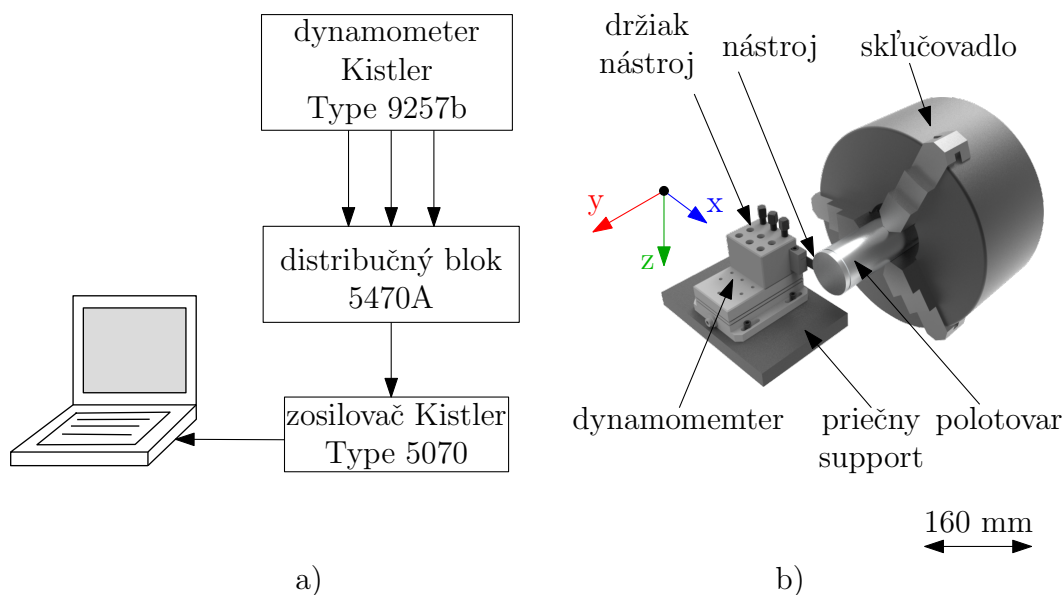 dynamometer
Kistler
Type 9257b
distribučný blok
5470A
zosilovač Kistler
Type 5070
a)
držiak
nástroj
nástroj
skľučovadlo
y
x
z
dynamomemter
priečny
support
polotovar
160 mm
b)